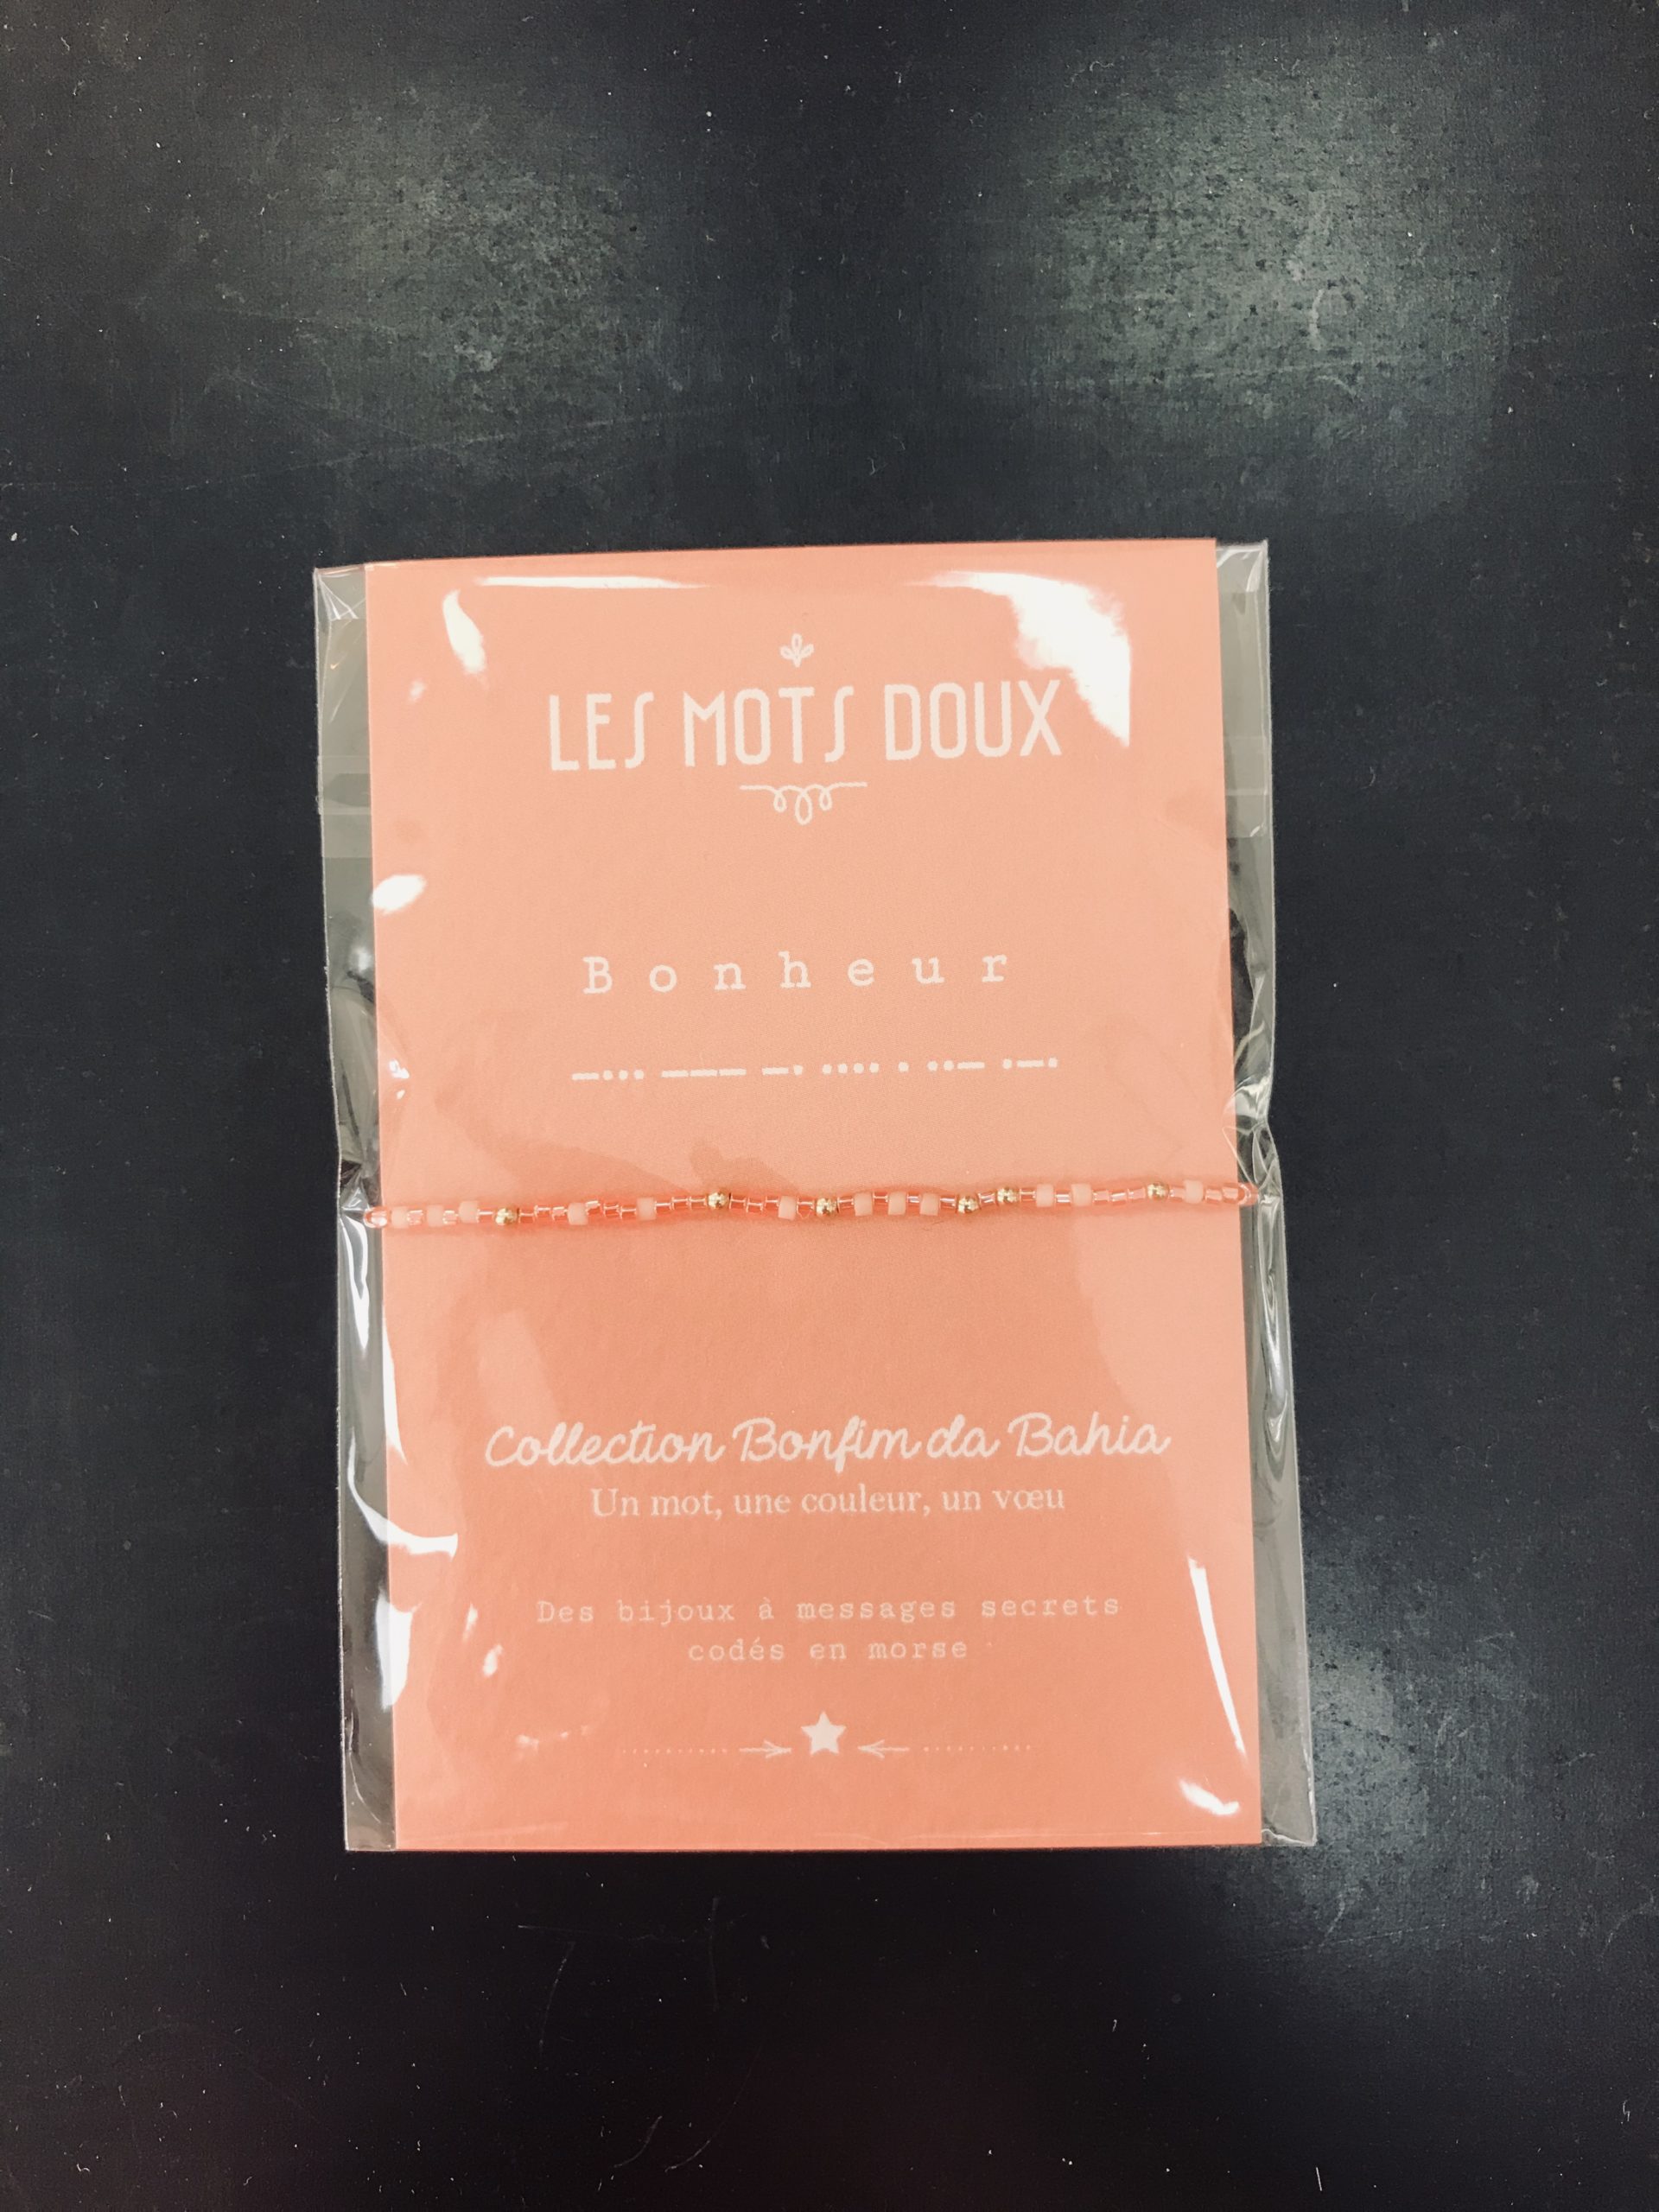 LES MOTS DOUX
Bonheur
—··· ——— —· ···· · ··— ·—·
Collection Bonfim da Bahia
Un mot, une couleur, un vœu
Des bijoux à messages secrets
codés en morse